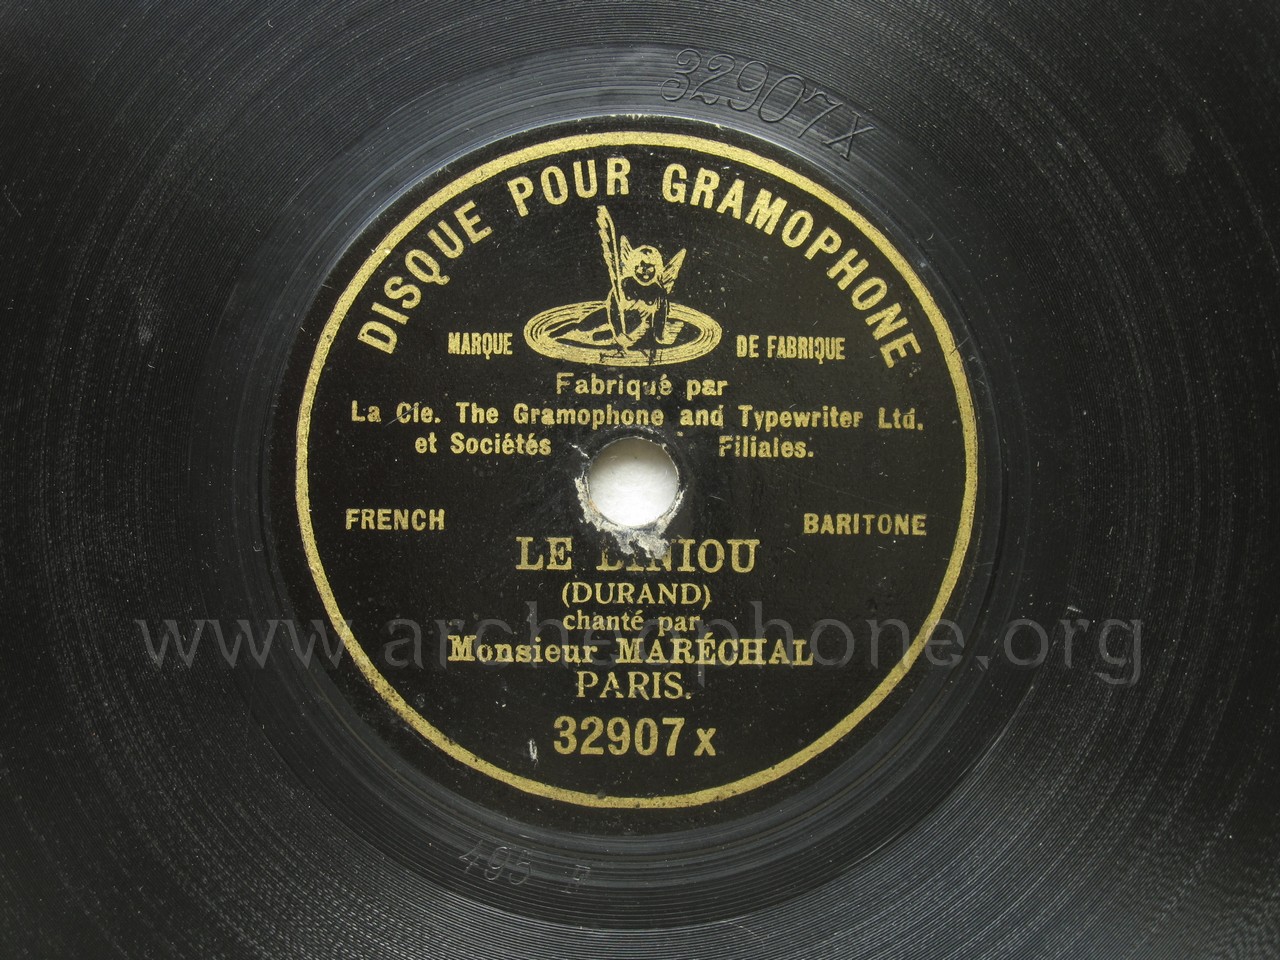 32907X
DISQUE POUR GRAMOPHONE
MARQUE DE FABRIQUE
Fabriqué par
La Cie. The Gramophone and Typewriter Ltd.
et Sociétés Filiales.
FRENCH BARITONE
LE BINIOU
(DURAND)
chanté par
www.archeophone.org
Monsieur MARÉCHAL
PARIS.
32907 x
495